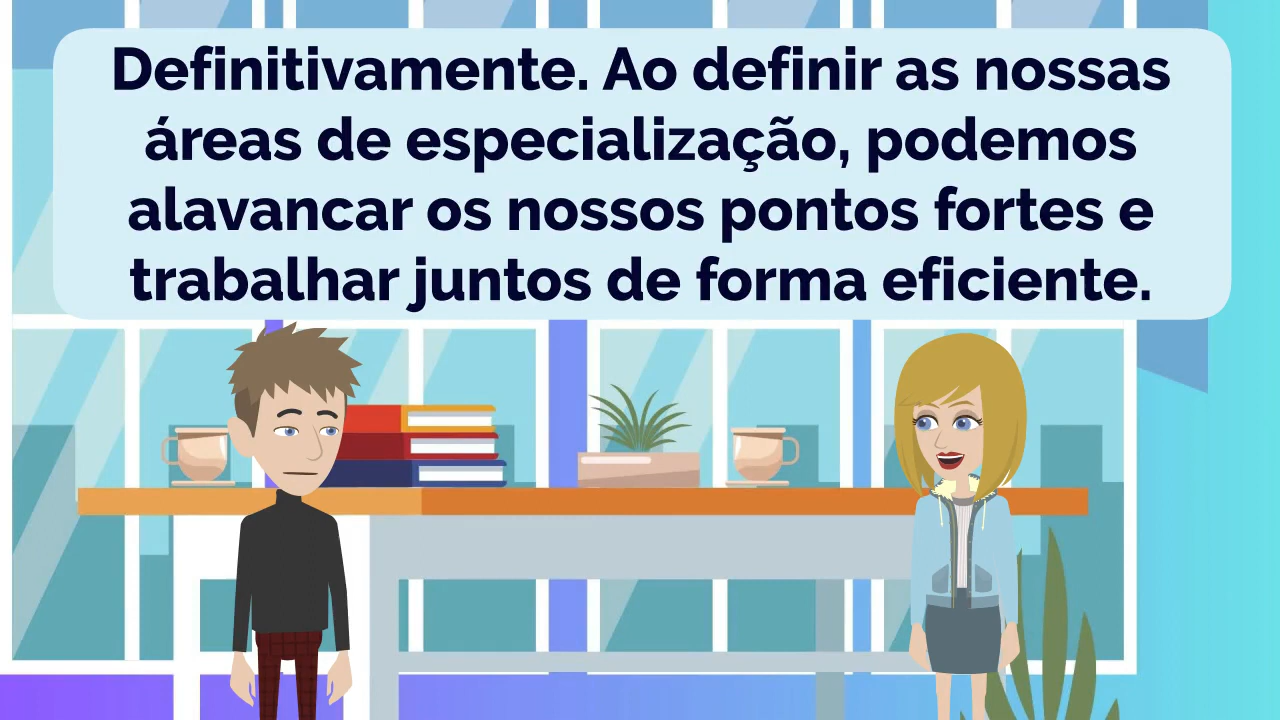 Definitivamente. Ao definir as nossas
áreas de especialização, podemos
alavancar os nossos pontos fortes e
trabalhar juntos de forma eficiente.